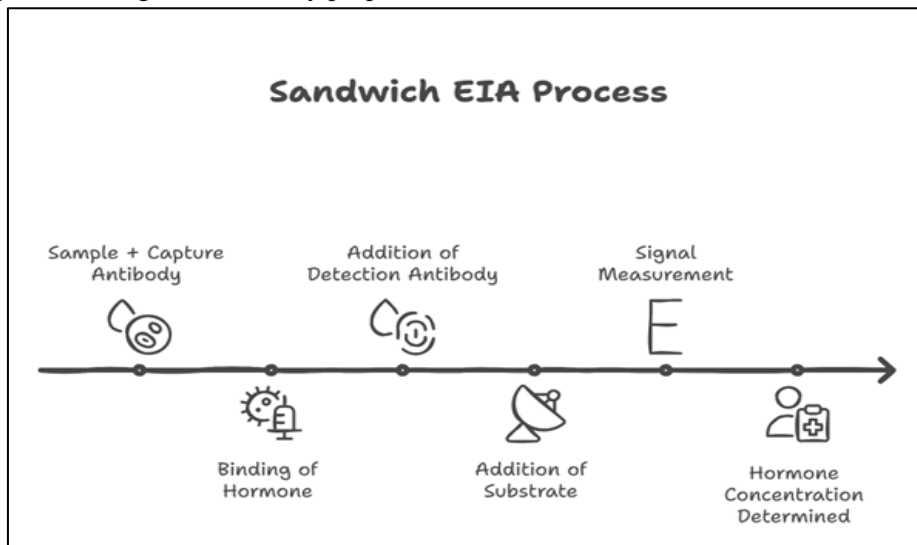 Sandwich EIA Process
Sample + Capture
Antibody
Binding of
Hormone
Addition of
Detection Antibody
Addition of
Substrate
Signal
Measurement
E
Hormone
Concentration
Determined